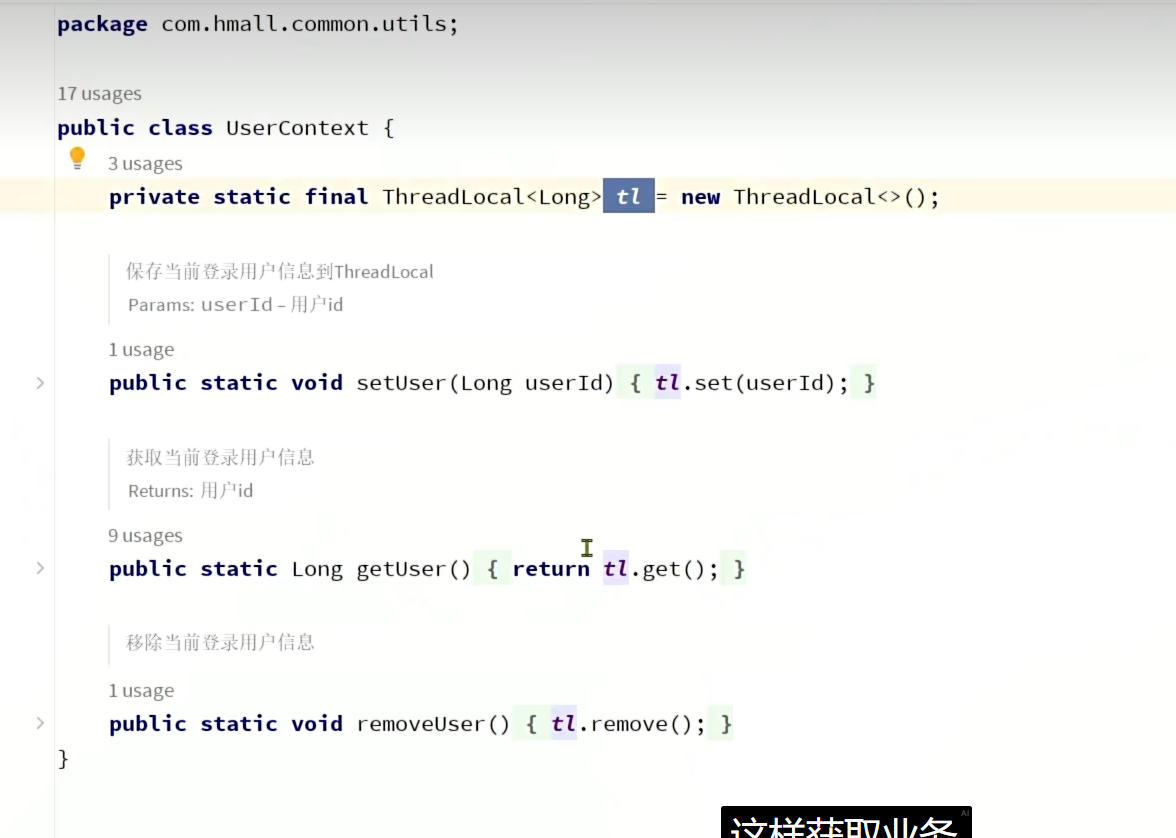 package com.hmall.common.utils;
17 usages
public class UserContext {
3 usages
private static final ThreadLocal<Long> tl = new ThreadLocal<>();
保存当前登录用户信息到ThreadLocal
Params: userId – 用户id
1 usage
public static void setUser(Long userId) { tl.set(userId); }
获取当前登录用户信息
Returns: 用户id
9 usages
public static Long getUser() { return tl.get(); }
移除当前登录用户信息
1 usage
public static void removeUser() { tl.remove(); }
}
AI
这样获取业务